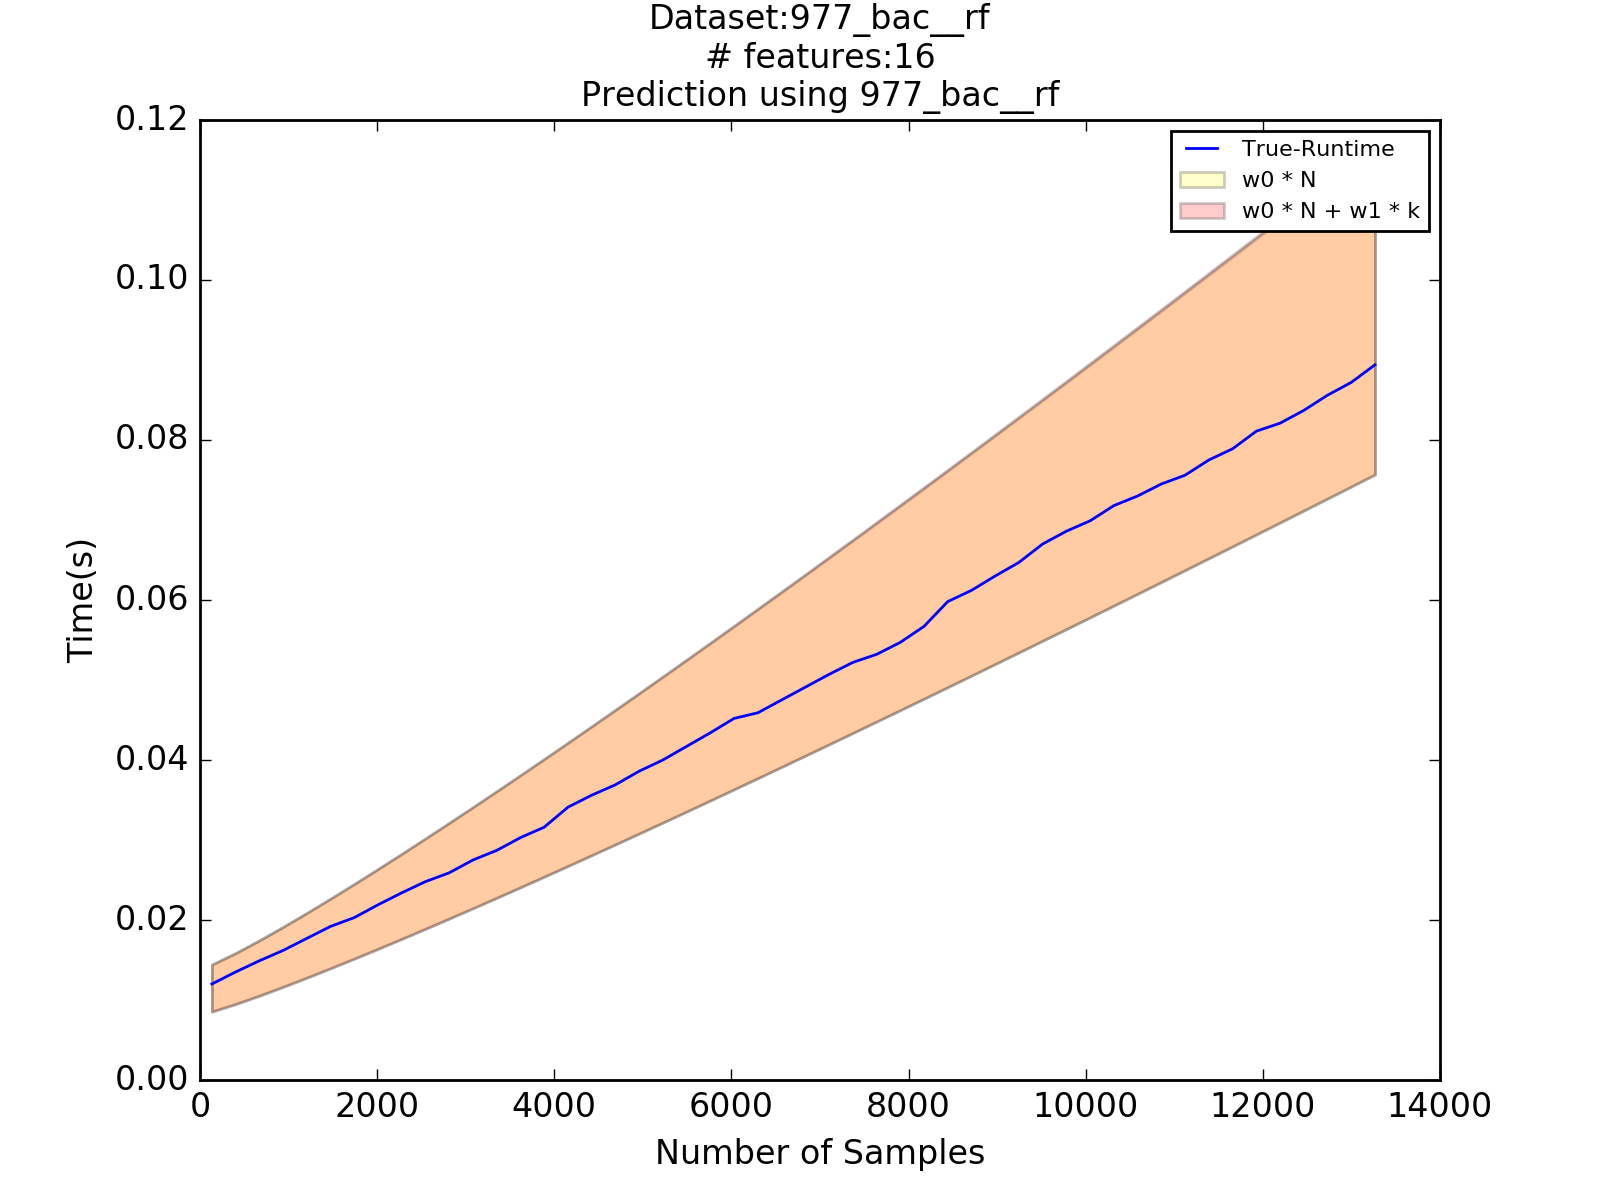 Dataset:977_bac__rf
# features:16
Prediction using 977_bac__rf
0.12
0.10
0.08
0.06
0.04
0.02
0.00
Time(s)
True-Runtime
w0 * N
w0 * N + w1 * k
0 2000 4000 6000 8000 10000 12000 14000
Number of Samples